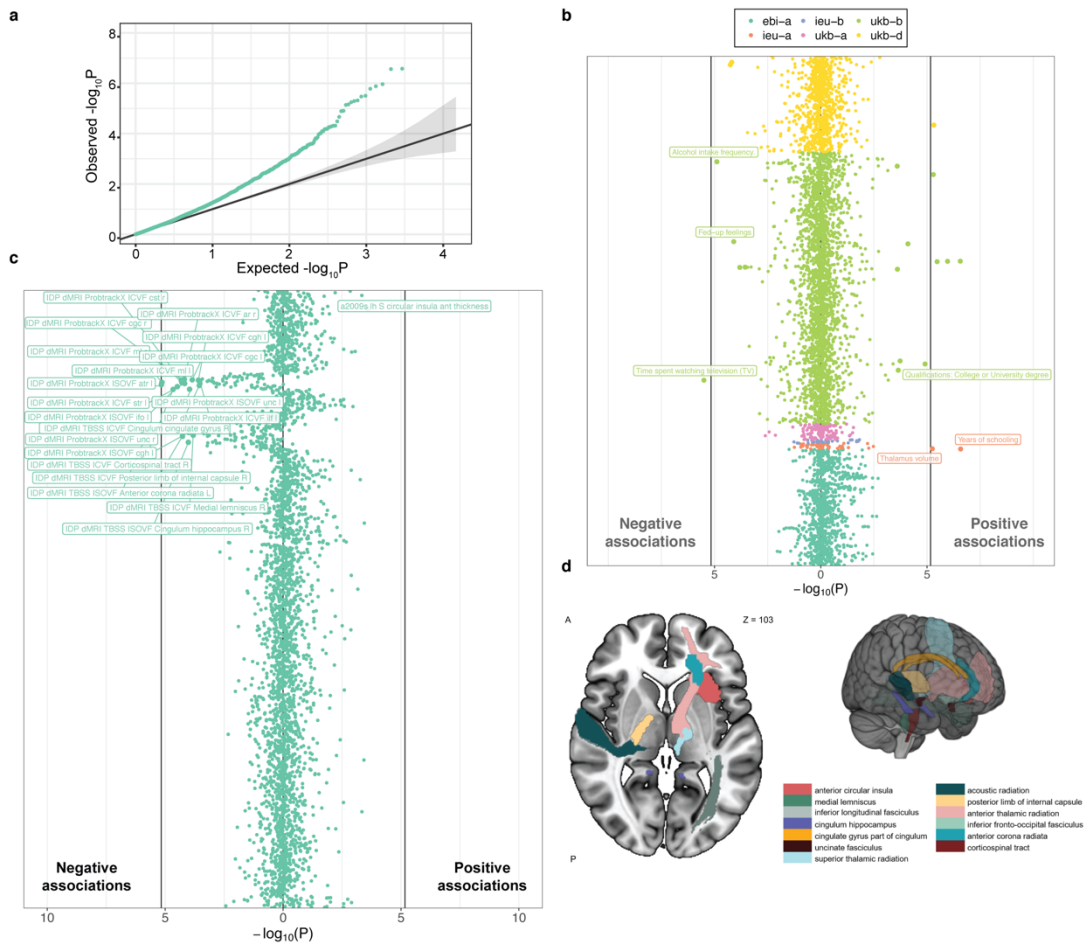 a
8
6
4
2
0
Observed -log10P
0 1 2 3 4
Expected -log10P
b
ebi-a ieu-b ukb-b
ieu-a ukb-a ukb-d
Alcohol intake frequency.
Fed-up feelings
Time spent watching television (TV)
Qualifications: College or University degree
Years of schooling
Thalamus volume
Negative
associations
Positive
associations
5 0 5
−log10(P)
c
IDP dMRI ProbtrackX ICVF cst r
a2009s lh S circular insula ant thickness
IDP dMRI ProbtrackX ICVF ar r
IDP dMRI ProbtrackX ICVF cgc r
IDP dMRI ProbtrackX ICVF cgh l
IDP dMRI ProbtrackX ICVF
IDP dMRI ProbtrackX ICVF cgc l
IDP dMRI ProbtrackX ICVF ml l
IDP dMRI ProbtrackX ISOVF atr l
IDP dMRI ProbtrackX ICVF str l
IDP dMRI ProbtrackX ISOVF unc l
IDP dMRI ProbtrackX ISOVF ifo l
IDP dMRI ProbtrackX ICVF ilf l
IDP dMRI TBSS ICVF Cingulum cingulate gyrus R
IDP dMRI ProbtrackX ISOVF unc r
IDP dMRI ProbtrackX ISOVF cgh l
IDP dMRI TBSS ICVF Corticospinal tract R
IDP dMRI TBSS ICVF Posterior limb of internal capsule R
IDP dMRI TBSS ISOVF Anterior corona radiata L
IDP dMRI TBSS ICVF Medial lemniscus R
IDP dMRI TBSS ISOVF Cingulum hippocampus R
Negative
associations
Positive
associations
10 5 0 5 10
−log10(P)
d
A
Z = 103
P
anterior circular insula
medial lemniscus
inferior longitudinal fasciculus
cingulum hippocampus
cingulate gyrus part of cingulum
uncinate fasciculus
superior thalamic radiation
acoustic radiation
posterior limb of internal capsule
anterior thalamic radiation
inferior fronto-occipital fasciculus
anterior corona radiata
corticospinal tract